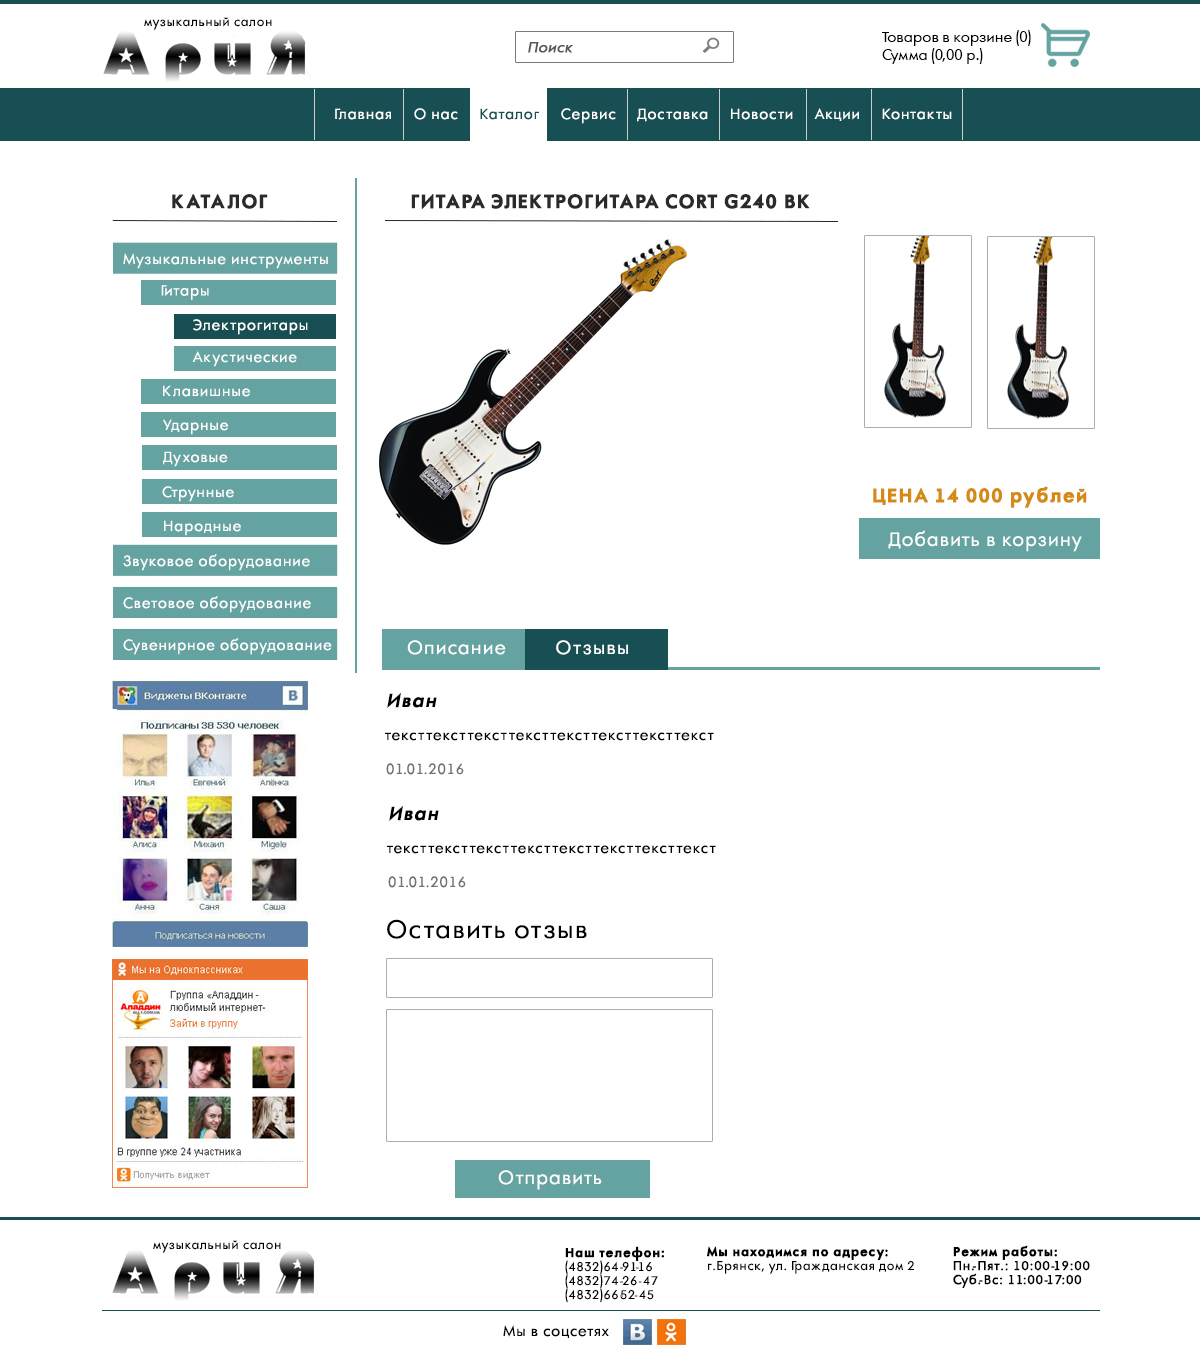 музыкальный салон
АриЯ
Поиск
Товаров в корзине (0)
Сумма (0,00 р.)
Главная
О нас
Каталог
Сервис
Доставка
Новости
Акции
Контакты
КАТАЛОГ
Музыкальные инструменты
Гитары
Электрогитары
Акустические
Клавишные
Ударные
Духовые
Струнные
Народные
Звуковое оборудование
Световое оборудование
Сувенирное оборудование
ГИТАРА ЭЛЕКТРОГИТАРА CORT G240 BK
Cort
ЦЕНА 14 000 рублей
Добавить в корзину
Описание
Отзывы
Иван
тексттексттексттексттексттексттексттекст
01.01.2016
Иван
тексттексттексттексттексттексттексттекст
01.01.2016
Оставить отзыв
Отправить
Виджеты ВКонтакте
В
Подписаны 38 530 человек
Илья
Евгений
Алёнка
Алиса
Михаил
Migele
Анна
Саня
Саша
Подписаться на новости
Мы на Одноклассниках
Аладдин
Группа «Аладдин -
любимый интернет-
Зайти в группу
В группе уже 24 участника
Получить виджет
музыкальный салон
АриЯ
Наш телефон:
(4832)64-91-16
(4832)74-26-47
(4832)6652-45
Мы находимся по адресу:
г.Брянск, ул. Гражданская дом 2
Режим работы:
Пн.-Пят.: 10:00-19:00
Суб.-Вс: 11:00-17:00
Мы в соцсетях
В